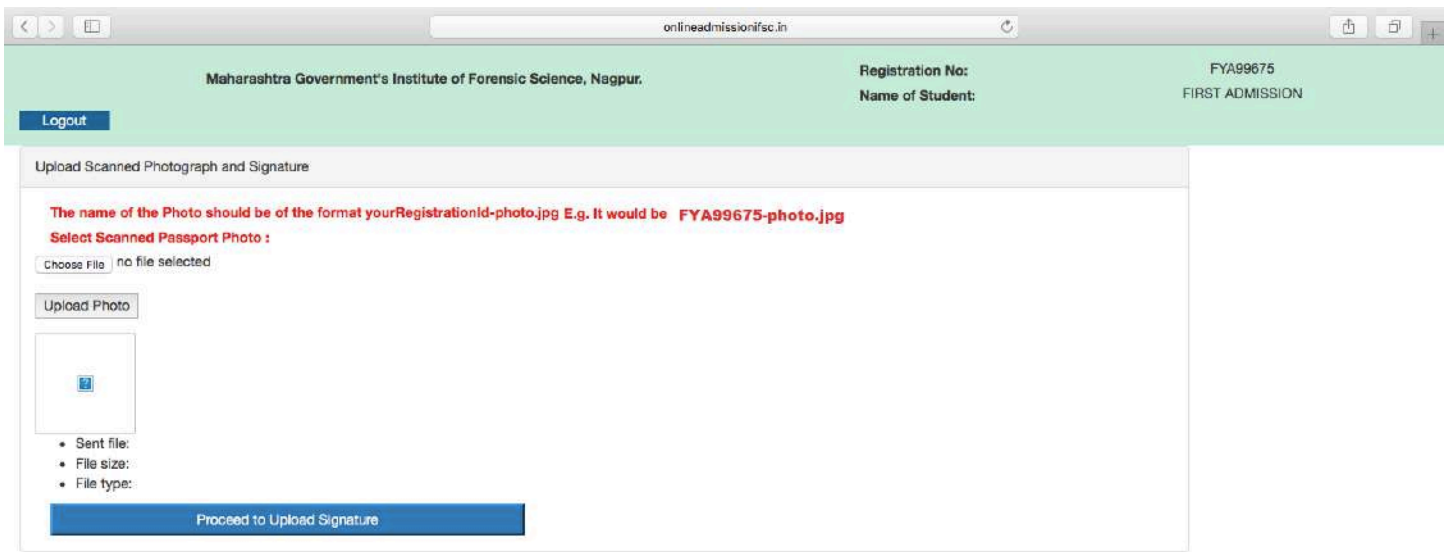 onlineadmissionifsc.in
Maharashtra Government's Institute of Forensic Science, Nagpur.
Registration No: FYA99675
Name of Student: FIRST ADMISSION
Logout
Upload Scanned Photograph and Signature
The name of the Photo should be of the format yourRegistrationId-photo.jpg E.g. It would be FYA99675-photo.jpg
Select Scanned Passport Photo :
Choose File no file selected
Upload Photo
?
• Sent file:
• File size:
• File type:
Proceed to Upload Signature